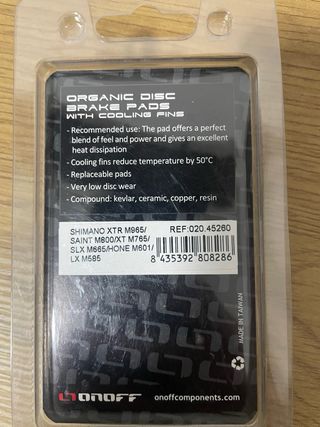 ORGANIC DISC
BRAKE PADS
WITH COOLING FINS
- Recommended use: The pad offers a perfect
blend of feel and power and gives an excellent
heat dissipation
- Cooling fins reduce temperature by 50°C
- Replaceable pads
- Very low disc wear
- Compound: kevlar, ceramic, copper, resin
SHIMANO XTR M965/
SAINT M800/XT M765/
SLX M665/HONE M601/
LX M585
REF:020.45260
8 435392 808286
MADE IN TAIWAN
ONOFF
onoffcomponents.com